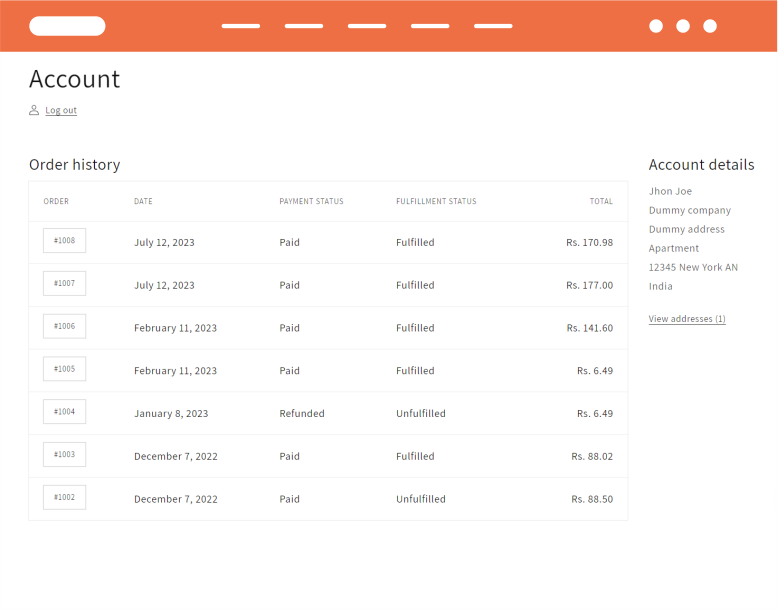 Account
Log out
Order history
ORDER DATE PAYMENT STATUS FULFILLMENT STATUS TOTAL
#1008 July 12, 2023 Paid Fulfilled Rs. 170.98
#1007 July 12, 2023 Paid Fulfilled Rs. 177.00
#1006 February 11, 2023 Paid Fulfilled Rs. 141.60
#1005 February 11, 2023 Paid Fulfilled Rs. 6.49
#1004 January 8, 2023 Refunded Unfulfilled Rs. 6.49
#1003 December 7, 2022 Paid Fulfilled Rs. 88.02
#1002 December 7, 2022 Paid Unfulfilled Rs. 88.50
Account details
Jhon Joe
Dummy company
Dummy address
Apartment
12345 New York AN
India
View addresses (1)